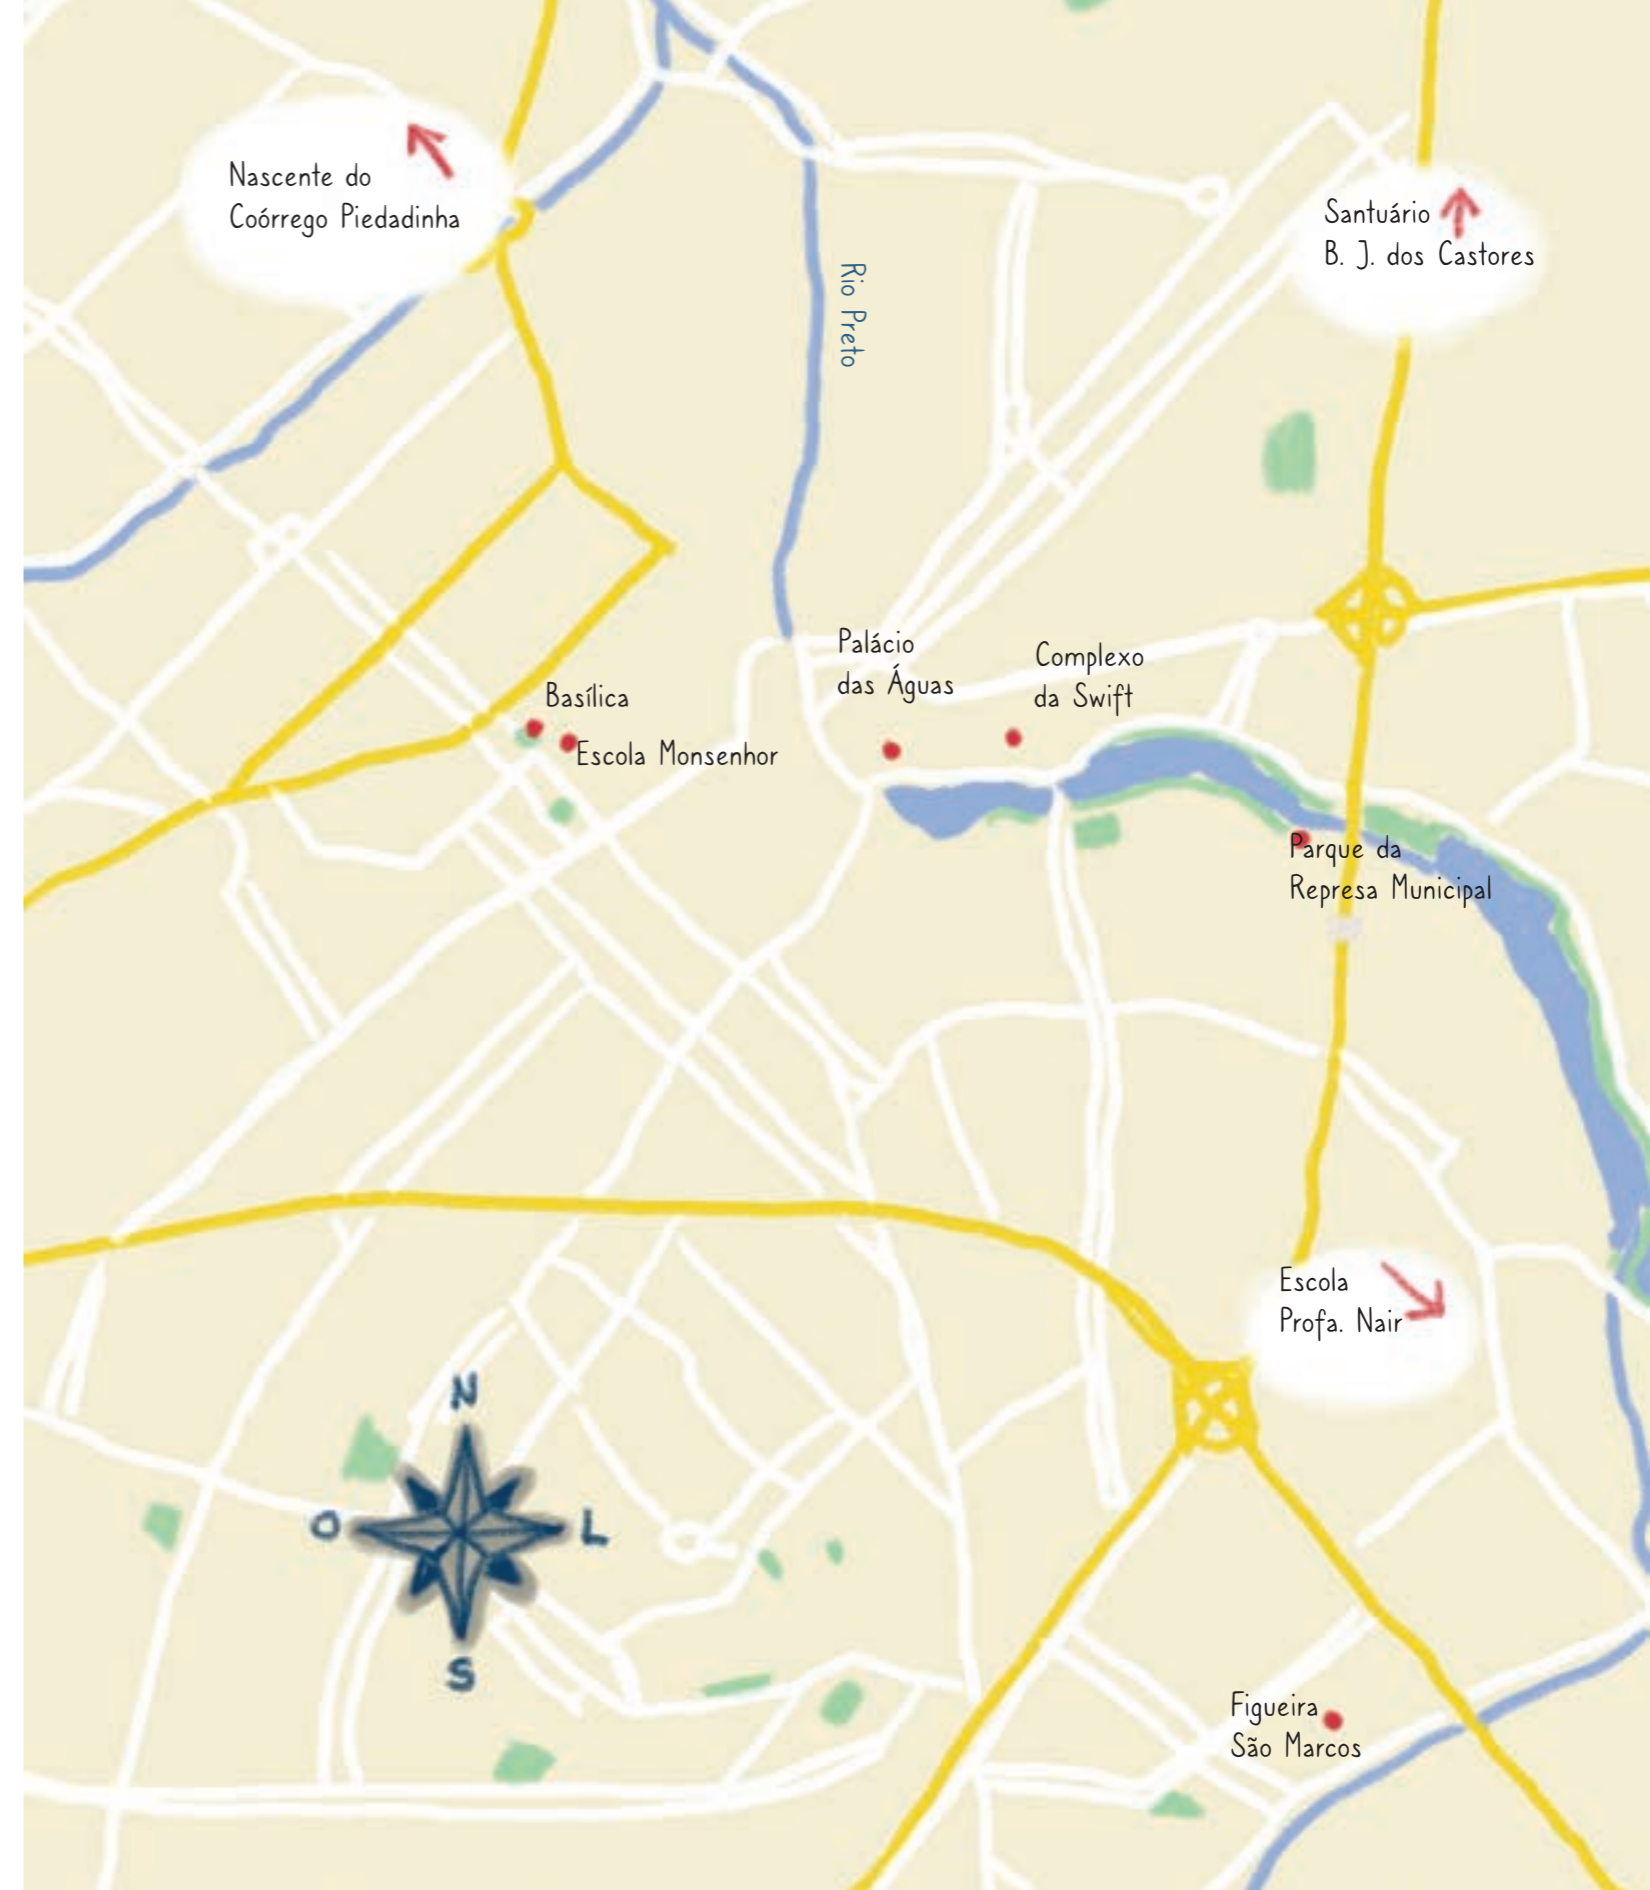 Nascente do
Coórrego Piedadinha
Santuário
B. J. dos Castores
Rio Preto
Palácio
das Águas
Complexo
da Swift
Basílica
Escola Monsenhor
Parque da
Represa Municipal
Escola
Profa. Nair
N
O
L
S
Figueira
São Marcos